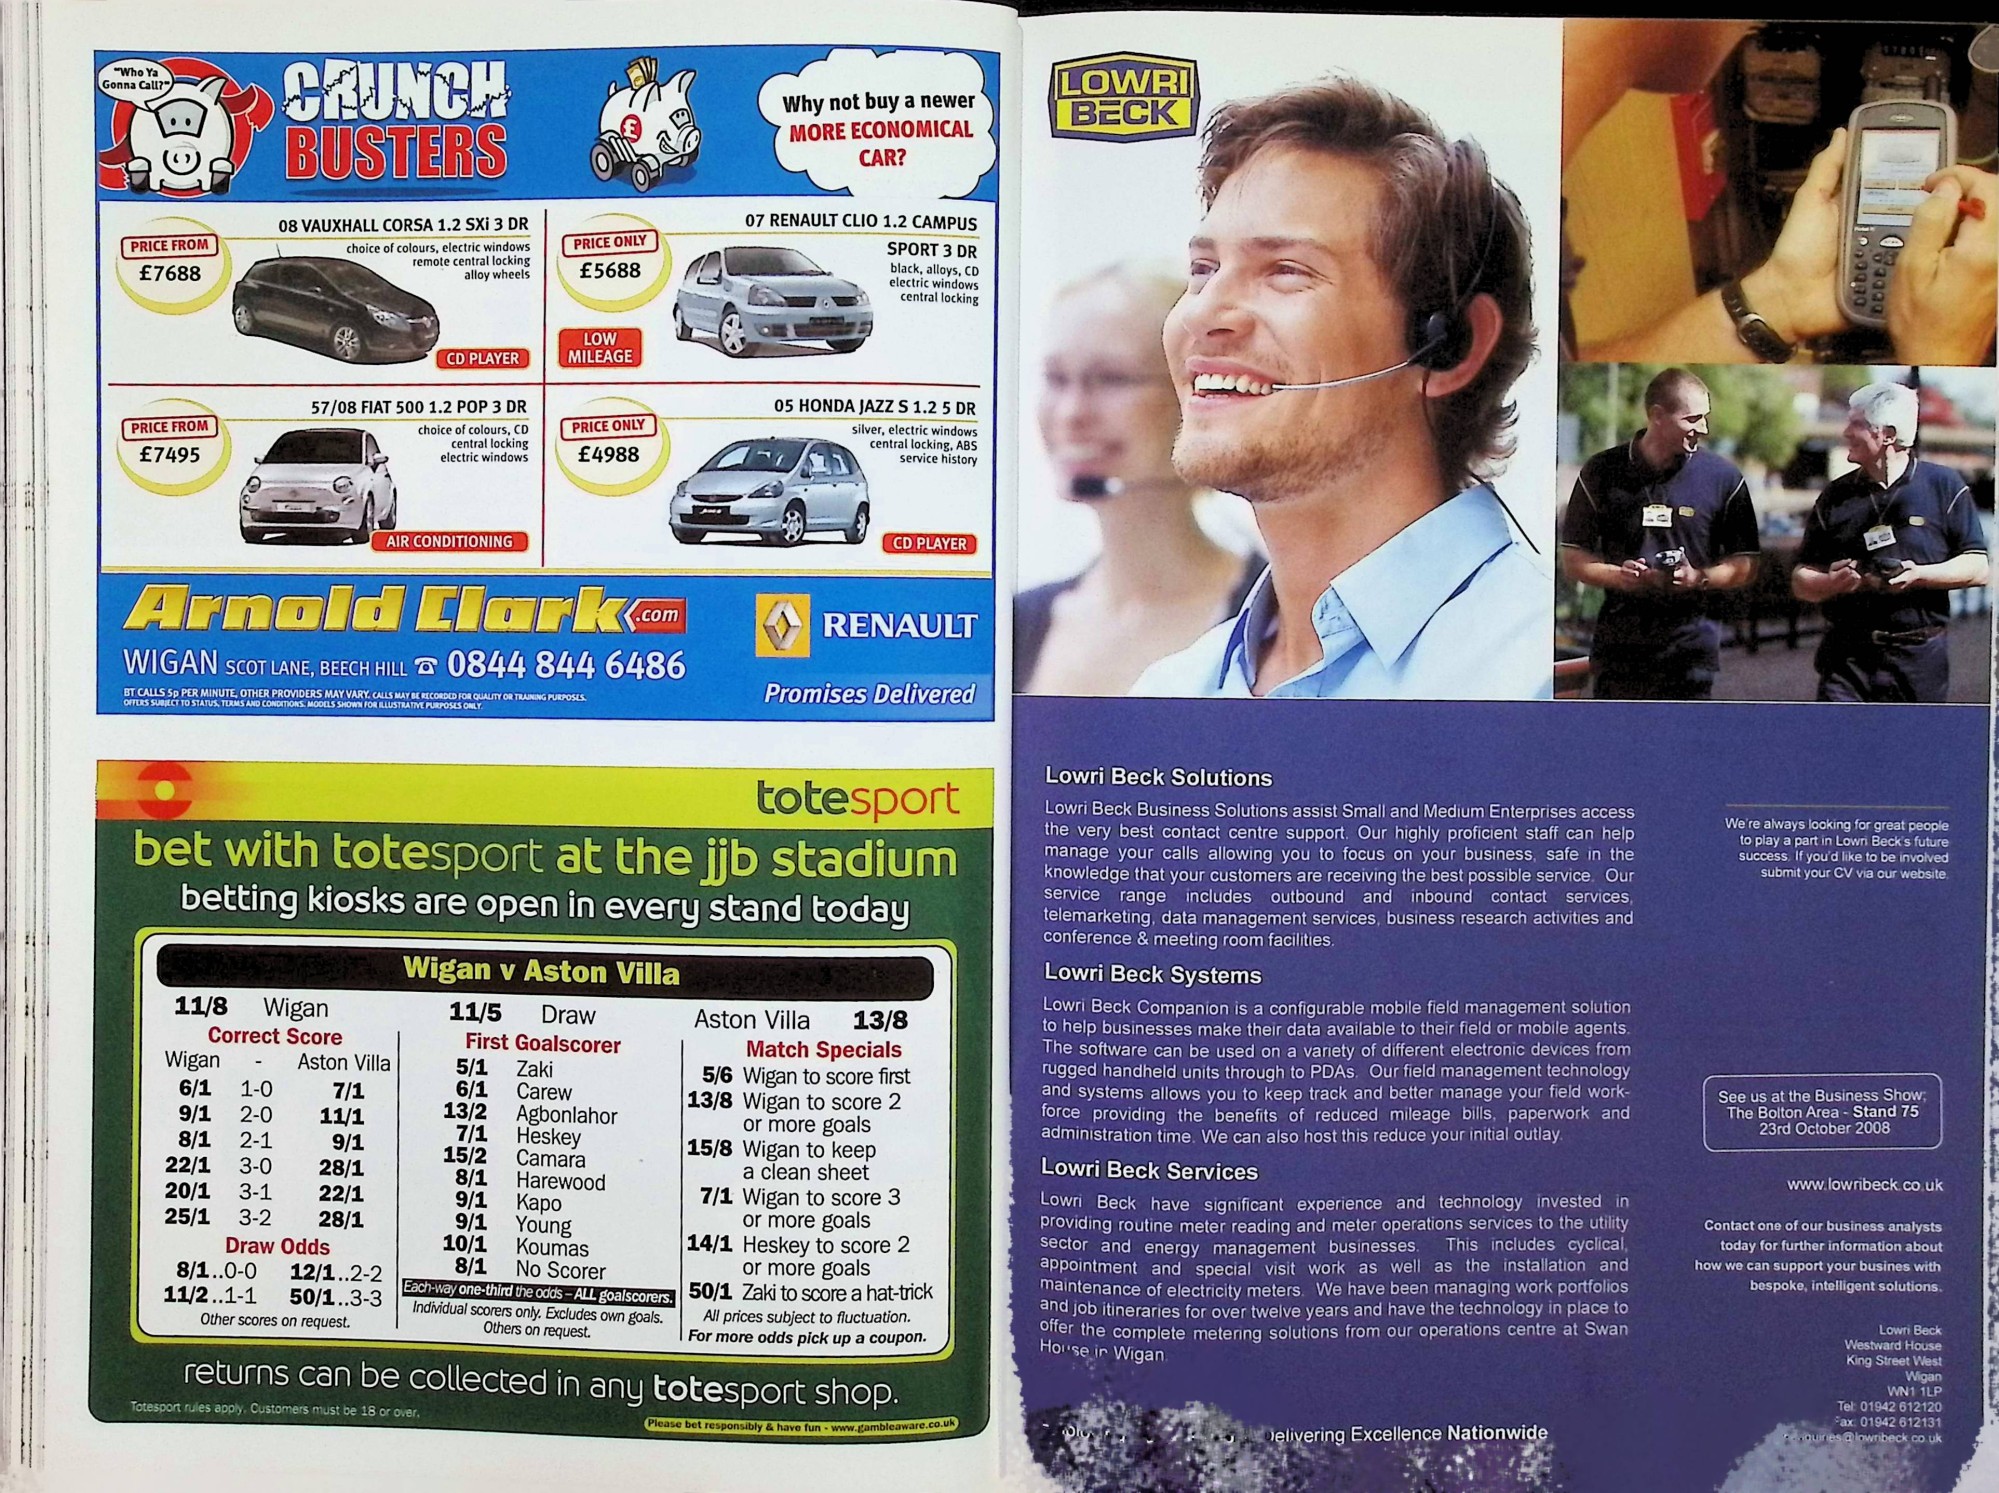 "Who Ya
Gonna Call?"
CRUNCH
BUSTERS
£
Why not buy a newer
MORE ECONOMICAL
CAR?
08 VAUXHALL CORSA 1.2 SXi 3 DR
PRICE FROM
£7688
choice of colours, electric windows
remote central locking
alloy wheels
CD PLAYER
07 RENAULT CLIO 1.2 CAMPUS
SPORT 3 DR
PRICE ONLY
£5688
black, alloys, CD
electric windows
central locking
LOW
MILEAGE
57/08 FIAT 500 1.2 POP 3 DR
PRICE FROM
£7495
choice of colours, CD
central locking
electric windows
AIR CONDITIONING
05 HONDA JAZZ S 1.2 5 DR
PRICE ONLY
£4988
silver, electric windows
central locking, ABS
service history
CD PLAYER
Arnold Clark.com
RENAULT
WIGAN SCOT LANE, BEECH HILL ☎ 0844 844 6486
BT CALLS 5p PER MINUTE, OTHER PROVIDERS MAY VARY. CALLS MAY BE RECORDED FOR QUALITY OR TRAINING PURPOSES.
OFFERS SUBJECT TO STATUS, TERMS AND CONDITIONS. MODELS SHOWN FOR ILLUSTRATIVE PURPOSES ONLY.
Promises Delivered
totesport
bet with totesport at the jjb stadium
betting kiosks are open in every stand today
Wigan v Aston Villa
11/8 Wigan
Correct Score
Wigan - Aston Villa
6/1 1-0 7/1
9/1 2-0 11/1
8/1 2-1 9/1
22/1 3-0 28/1
20/1 3-1 22/1
25/1 3-2 28/1
Draw Odds
8/1..0-0 12/1..2-2
11/2..1-1 50/1..3-3
Other scores on request.
11/5 Draw
First Goalscorer
5/1 Zaki
6/1 Carew
13/2 Agbonlahor
7/1 Heskey
15/2 Camara
8/1 Harewood
9/1 Kapo
9/1 Young
10/1 Koumas
8/1 No Scorer
Each-way one-third the odds – ALL goalscorers.
Individual scorers only. Excludes own goals.
Others on request.
Aston Villa 13/8
Match Specials
5/6 Wigan to score first
13/8 Wigan to score 2
or more goals
15/8 Wigan to keep
a clean sheet
7/1 Wigan to score 3
or more goals
14/1 Heskey to score 2
or more goals
50/1 Zaki to score a hat-trick
All prices subject to fluctuation.
For more odds pick up a coupon.
returns can be collected in any totesport shop.
Totesport rules apply. Customers must be 18 or over.
Please bet responsibly & have fun - www.gambleaware.co.uk
LOWRI
BECK
Lowri Beck Solutions
Lowri Beck Business Solutions assist Small and Medium Enterprises access
the very best contact centre support. Our highly proficient staff can help
manage your calls allowing you to focus on your business, safe in the
knowledge that your customers are receiving the best possible service. Our
service range includes outbound and inbound contact services,
telemarketing, data management services, business research activities and
conference & meeting room facilities.
Lowri Beck Systems
Lowri Beck Companion is a configurable mobile field management solution
to help businesses make their data available to their field or mobile agents.
The software can be used on a variety of different electronic devices from
rugged handheld units through to PDAs. Our field management technology
and systems allows you to keep track and better manage your field work-
force providing the benefits of reduced mileage bills, paperwork and
administration time. We can also host this reduce your initial outlay.
Lowri Beck Services
Lowri Beck have significant experience and technology invested in
providing routine meter reading and meter operations services to the utility
sector and energy management businesses. This includes cyclical,
appointment and special visit work as well as the installation and
maintenance of electricity meters. We have been managing work portfolios
and job itineraries for over twelve years and have the technology in place to
offer the complete metering solutions from our operations centre at Swan
House in Wigan.
Delivering Excellence Nationwide
We're always looking for great people
to play a part in Lowri Beck's future
success. If you'd like to be involved
submit your CV via our website.
See us at the Business Show;
The Bolton Area - Stand 75
23rd October 2008
www.lowribeck.co.uk
Contact one of our business analysts
today for further information about
how we can support your busines with
bespoke, intelligent solutions.
Lowri Beck
Westward House
King Street West
Wigan
WN1 1LP
Tel: 01942 612120
Fax: 01942 612131